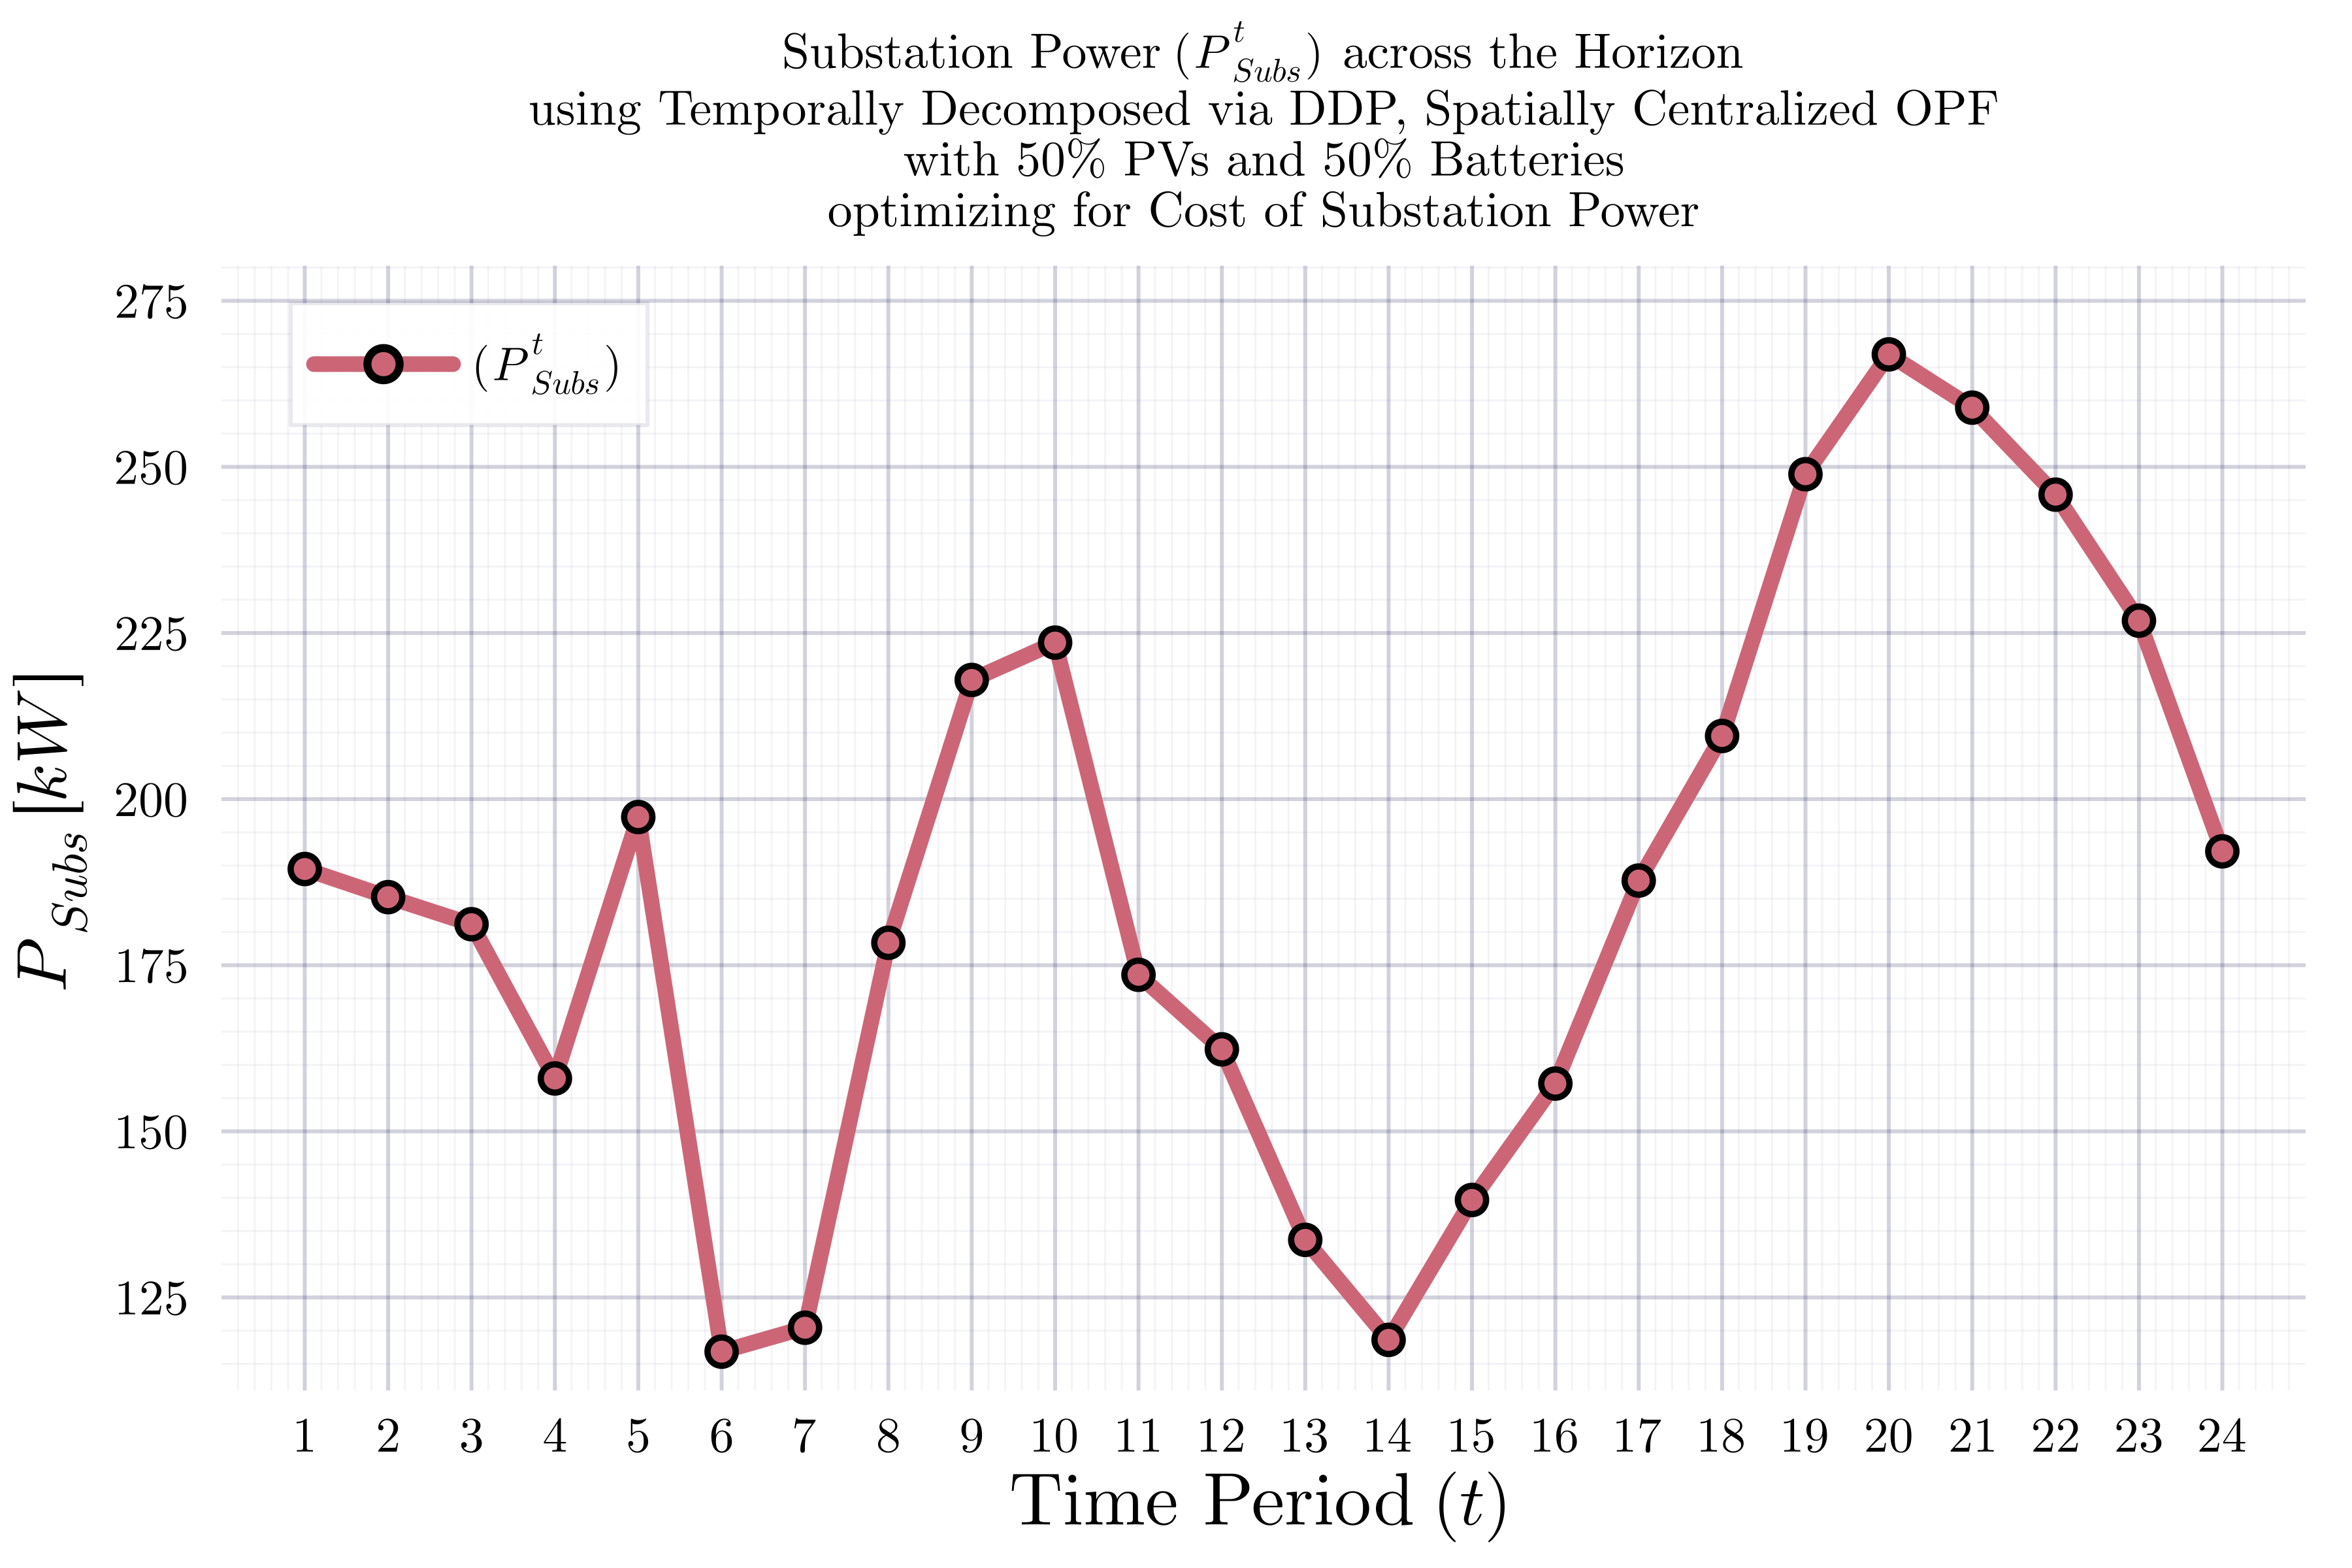 Substation Power (P^t_Subs) across the Horizon
using Temporally Decomposed via DDP, Spatially Centralized OPF
with 50% PVs and 50% Batteries
optimizing for Cost of Substation Power
(P^t_Subs)
275
250
225
200
175
150
125
P_Subs [kW]
1 2 3 4 5 6 7 8 9 10 11 12 13 14 15 16 17 18 19 20 21 22 23 24
Time Period (t)